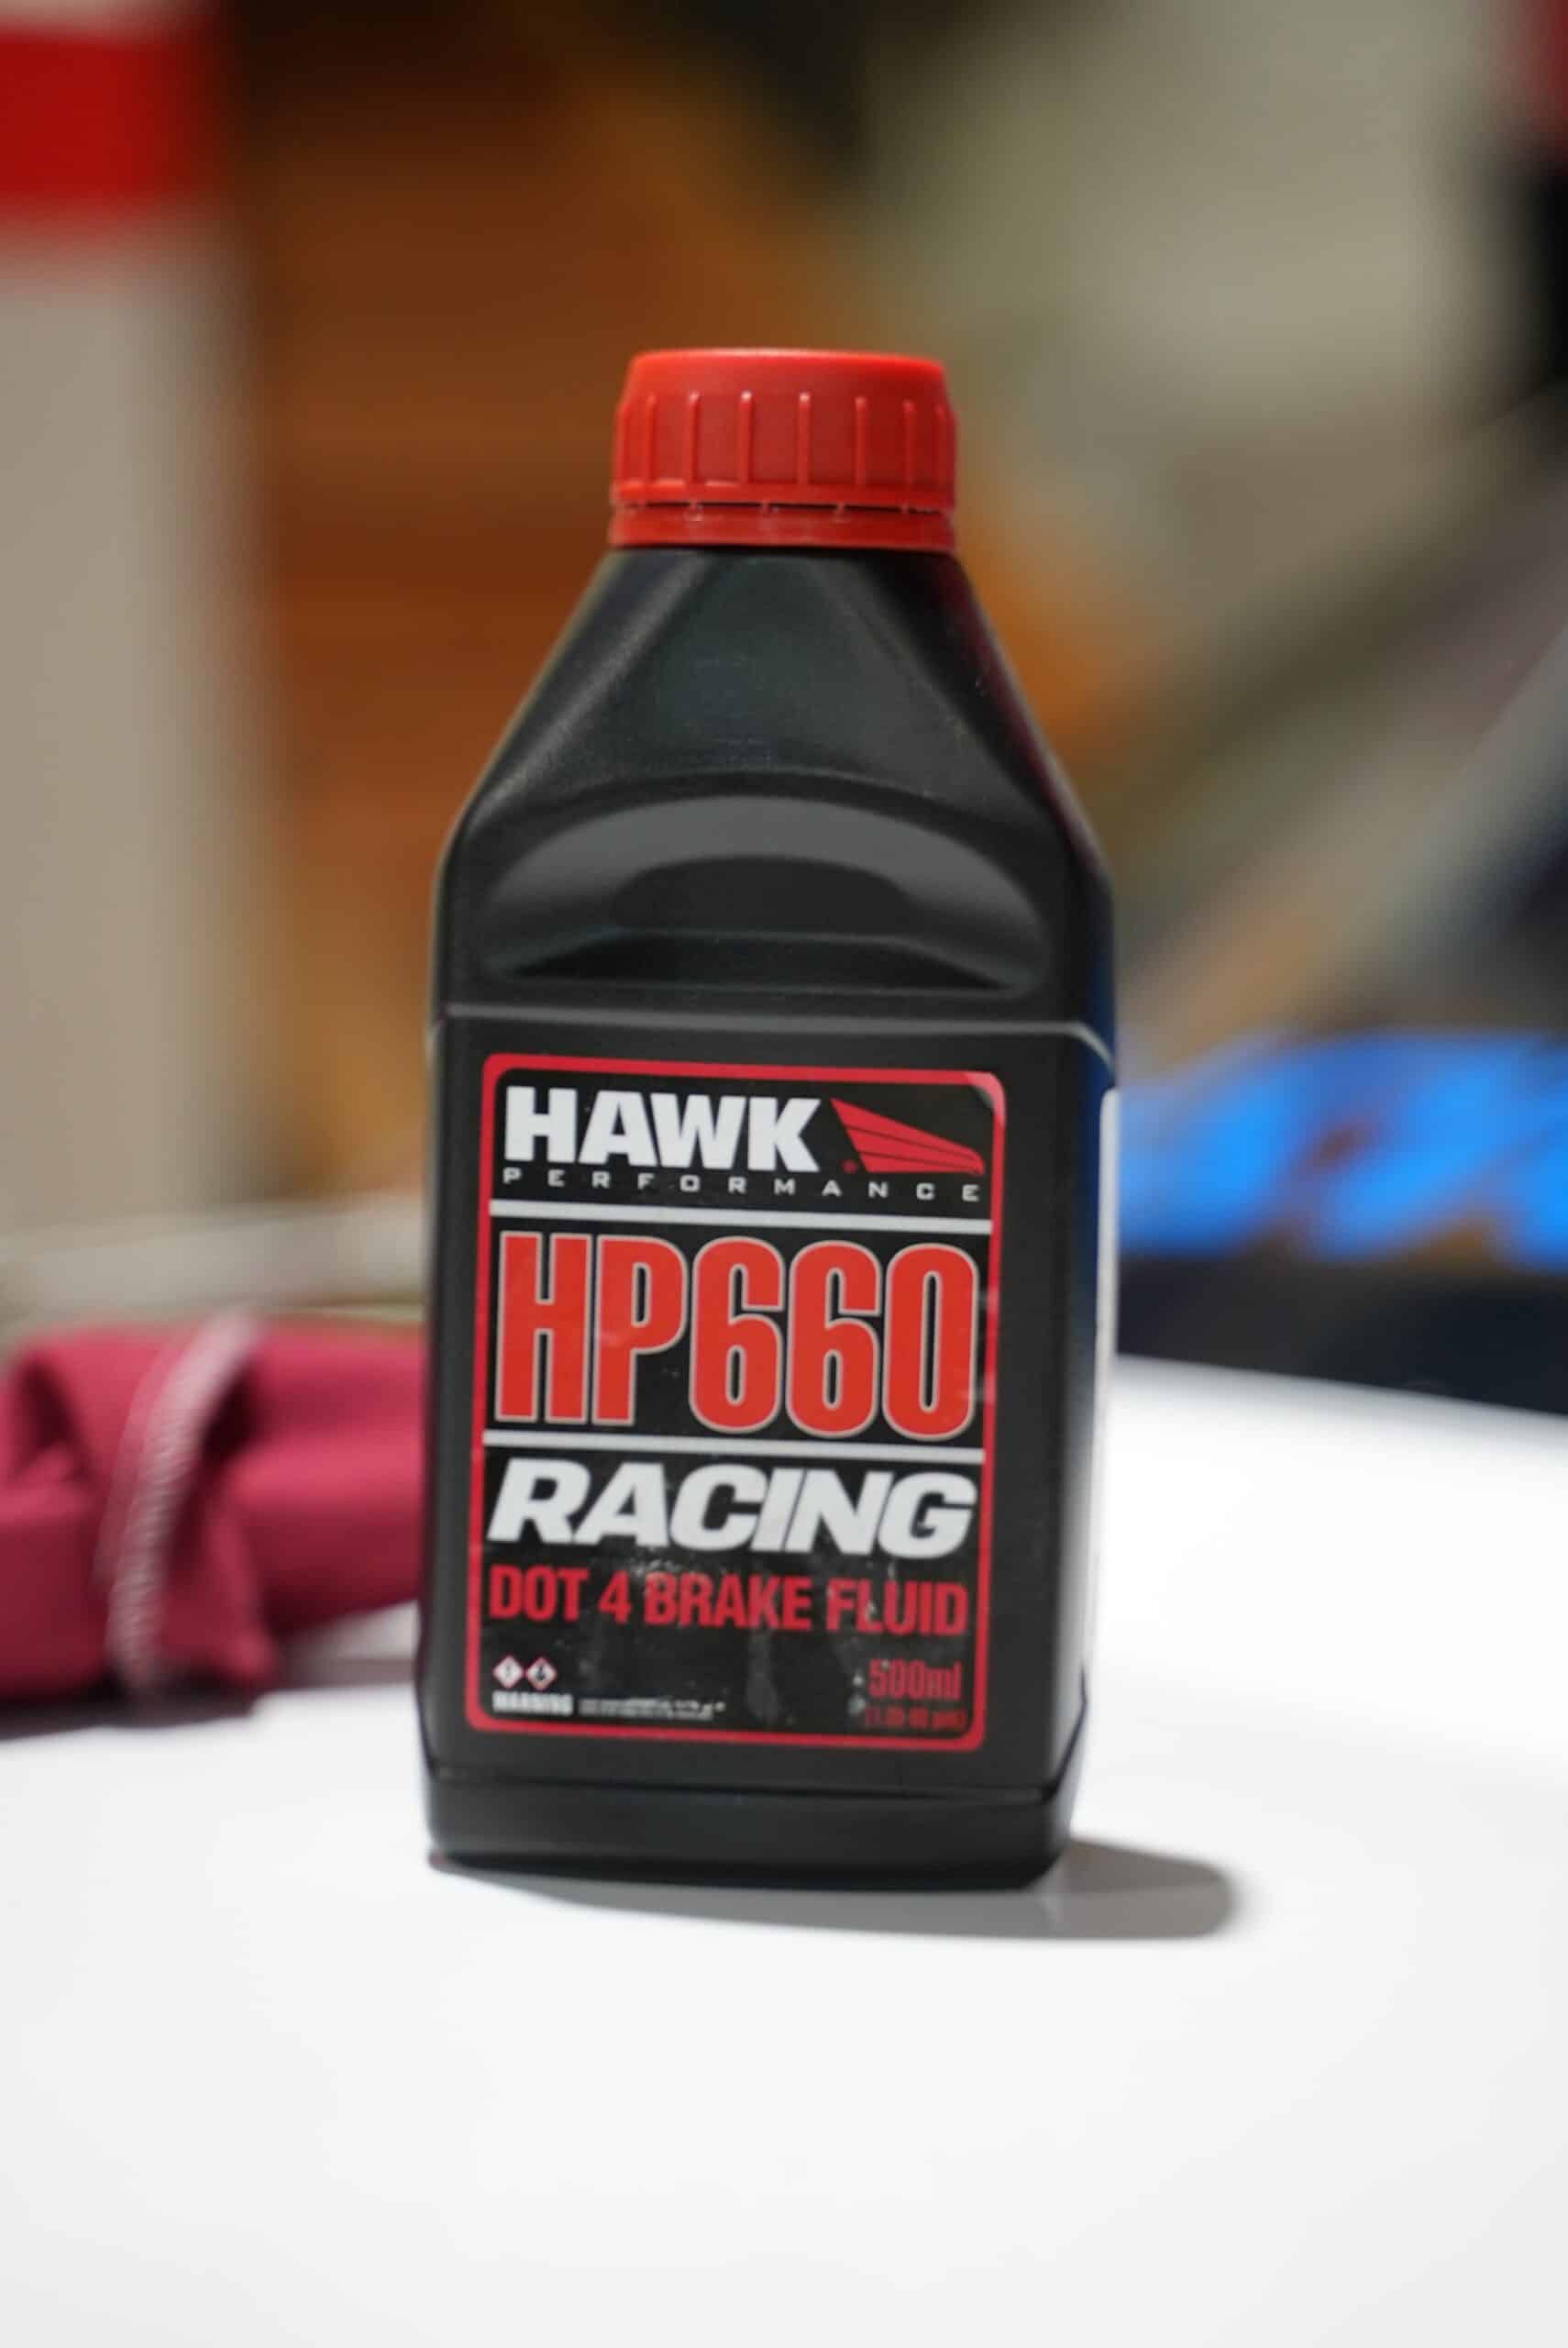 HAWK
PERFORMANCE
HP660
RACING
DOT 4 BRAKE FLUID
500ml
WARNING